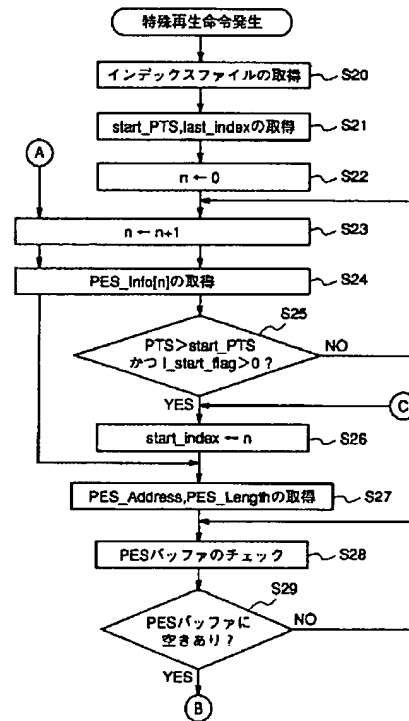 特殊再生命令発生
インデックスファイルの取得
S20
start_PTS,last_indexの取得
S21
A
n ← 0
S22
n ← n+1
S23
PES_Info[n]の取得
S24
S25
PTS>start_PTS
かつ I_start_flag>0 ?
NO
YES
C
start_index ← n
S26
PES_Address,PES_Lengthの取得
S27
PESバッファのチェック
S28
S29
PESバッファに
空きあり ?
NO
YES
B